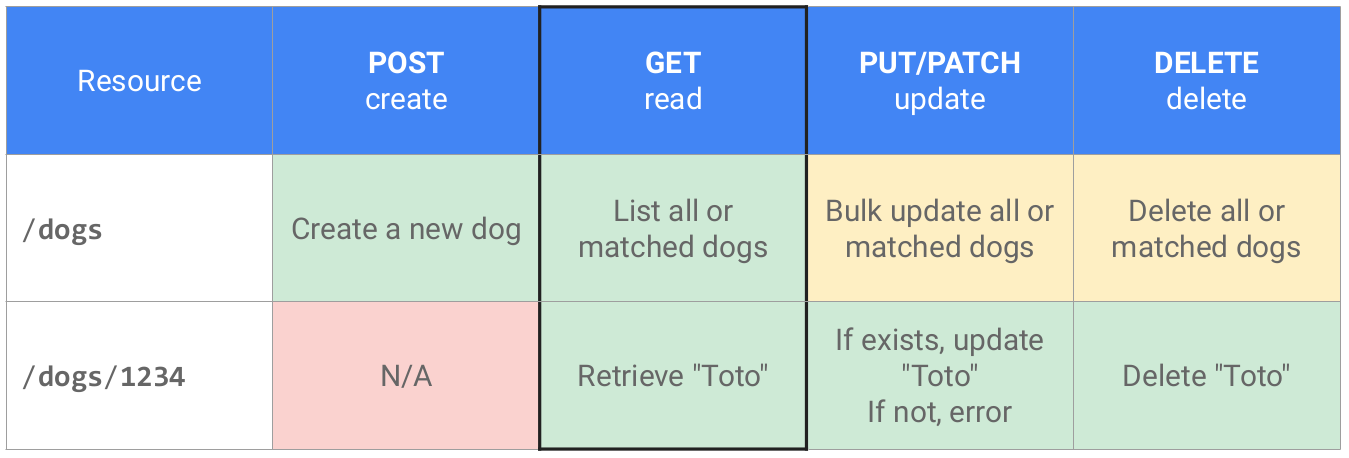 Resource
POST
create
GET
read
PUT/PATCH
update
DELETE
delete
/dogs
Create a new dog
List all or
matched dogs
Bulk update all or
matched dogs
Delete all or
matched dogs
/dogs/1234
N/A
Retrieve "Toto"
If exists, update
"Toto"
If not, error
Delete "Toto"